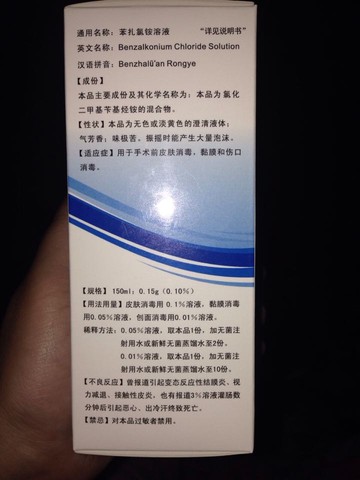 通用名称：苯扎氯铵溶液 “详见说明书”
英文名称：Benzalkonium Chloride Solution
汉语拼音：Benzhalü'an Rongye
【成份】
本品主要成份及其化学名称为：本品为氯化
二甲基苄基烃铵的混合物。
【性状】本品为无色或淡黄色的澄清液体；
气芳香；味极苦。振摇时能产生大量泡沫。
【适应症】用于手术前皮肤消毒、黏膜和伤口
消毒。
【规格】 150ml：0.15g（0.10%）
【用法用量】皮肤消毒用 0.1%溶液，黏膜消毒
用0.05%溶液，创面消毒用0.01%溶液。
稀释方法：0.05%溶液，取本品1份，加无菌注
射用水或新鲜无菌蒸馏水至2份。
0.01%溶液，取本品1份，加无菌注
射用水或新鲜无菌蒸馏水至10份。
【不良反应】曾报道引起变态反应性结膜炎、视
力减退、接触性皮炎，也有报道3%溶液灌肠数
分钟后引起恶心、出冷汗终致死亡。
【禁忌】对本品过敏者禁用。